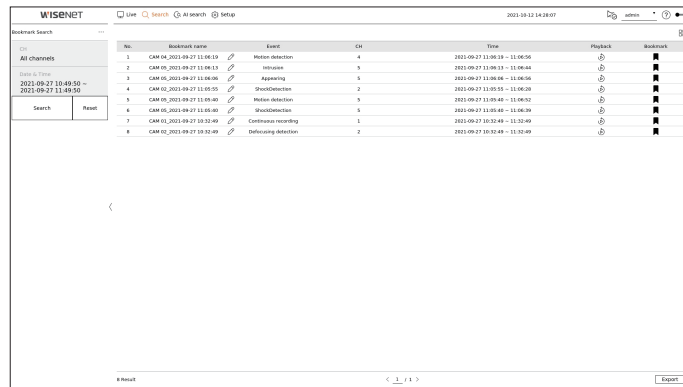 WISENET
Live Search AI search Setup 2021-10-12 14:28:07 admin ?
Bookmark Search ...
CH
All channels
Date & Time
2021-09-27 10:49:50 ~
2021-09-27 11:49:50
Search Reset
No. Bookmark name Event CH Time Playback Bookmark
1 CAM 04_2021-09-27 11:06:19 Motion detection 4 2021-09-27 11:06:19 ~ 11:06:56
2 CAM 05_2021-09-27 11:06:13 Intrusion 5 2021-09-27 11:06:13 ~ 11:06:44
3 CAM 05_2021-09-27 11:06:06 Appearing 5 2021-09-27 11:06:06 ~ 11:06:56
4 CAM 02_2021-09-27 11:05:55 ShockDetection 2 2021-09-27 11:05:55 ~ 11:06:28
5 CAM 05_2021-09-27 11:05:40 Motion detection 5 2021-09-27 11:05:40 ~ 11:06:52
6 CAM 05_2021-09-27 11:05:40 ShockDetection 5 2021-09-27 11:05:40 ~ 11:06:39
7 CAM 01_2021-09-27 10:32:49 Continuous recording 1 2021-09-27 10:32:49 ~ 11:32:49
8 CAM 02_2021-09-27 10:32:49 Defocusing detection 2 2021-09-27 10:32:49 ~ 11:32:49
8 Result < 1 / 1 > Export